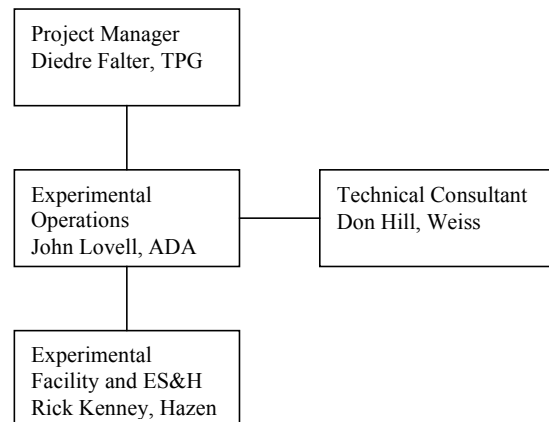 Project Manager
Diedre Falter, TPG
Experimental
Operations
John Lovell, ADA
Technical Consultant
Don Hill, Weiss
Experimental
Facility and ES&H
Rick Kenney, Hazen